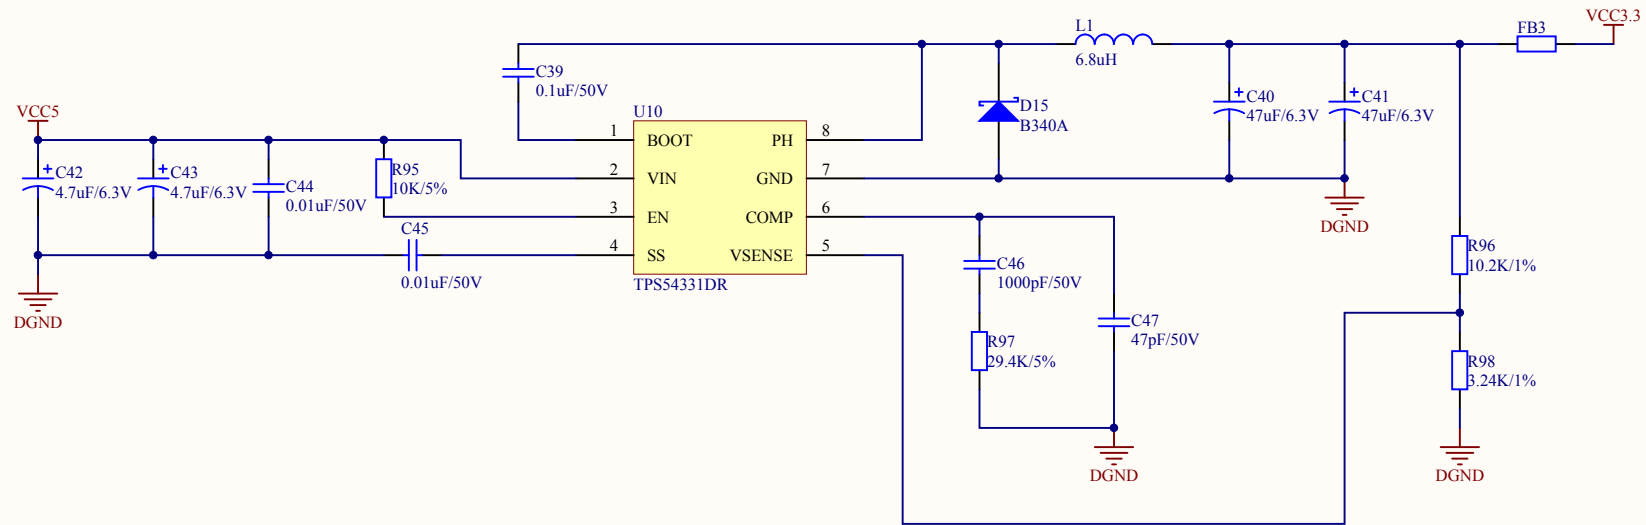 VCC3.3
L1
FB3
6.8uH
C39
0.1uF/50V
D15
B340A
C40
47uF/6.3V
C41
47uF/6.3V
VCC5
U10
1
BOOT
PH
8
2
VIN
GND
7
3
EN
COMP
6
4
SS
VSENSE
5
TPS54331DR
C42
4.7uF/6.3V
C43
4.7uF/6.3V
C44
0.01uF/50V
R95
10K/5%
C45
0.01uF/50V
DGND
DGND
C46
1000pF/50V
R97
29.4K/5%
C47
47pF/50V
DGND
R96
10.2K/1%
R98
3.24K/1%
DGND